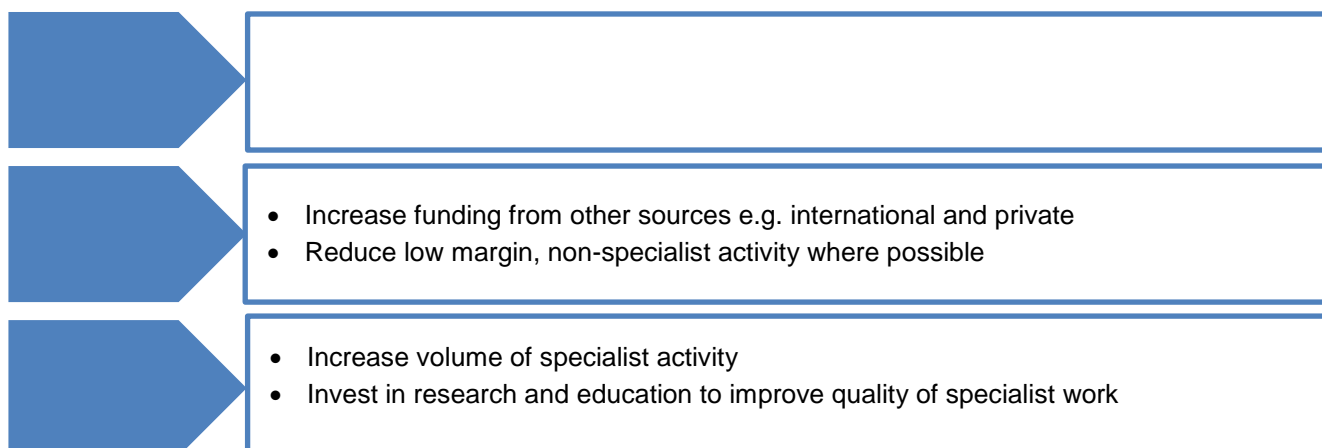 • Increase funding from other sources e.g. international and private
• Reduce low margin, non-specialist activity where possible
• Increase volume of specialist activity
• Invest in research and education to improve quality of specialist work